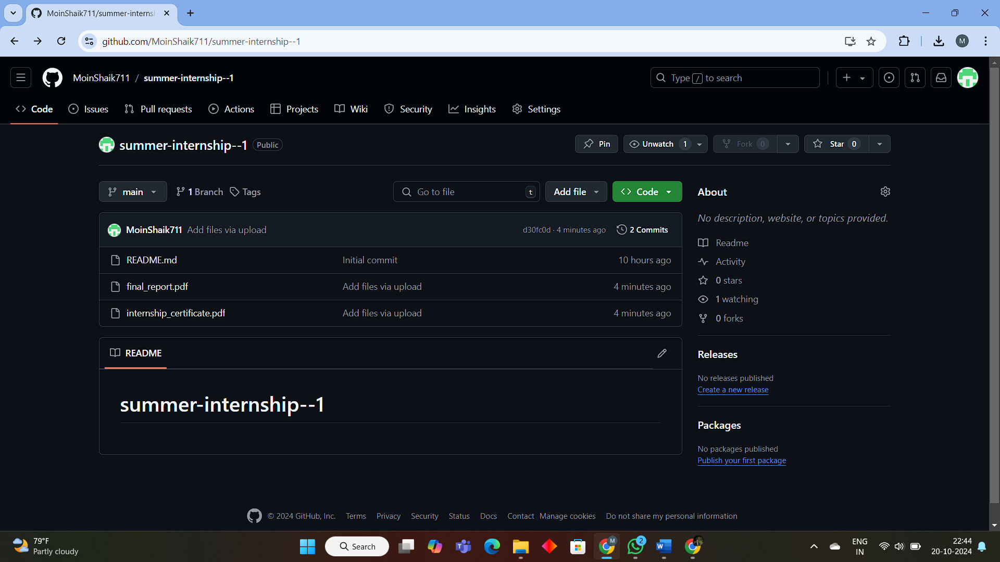 MoinShaik711/summer-interns
github.com/MoinShaik711/summer-internship--1
M
MoinShaik711 / summer-internship--1
Type / to search
Code Issues Pull requests Actions Projects Wiki Security Insights Settings
summer-internship--1 Public
Pin Unwatch 1 Fork 0 Star 0
main 1 Branch Tags
Go to file t Add file Code
MoinShaik711 Add files via upload d30fc0d · 4 minutes ago 2 Commits
README.md Initial commit 10 hours ago
final_report.pdf Add files via upload 4 minutes ago
internship_certificate.pdf Add files via upload 4 minutes ago
README
summer-internship--1
About
No description, website, or topics provided.
Readme
Activity
0 stars
1 watching
0 forks
Releases
No releases published
Create a new release
Packages
No packages published
Publish your first package
© 2024 GitHub, Inc. Terms Privacy Security Status Docs Contact Manage cookies Do not share my personal information
79°F
Partly cloudy
Search
M
2
ENG
IN
22:44
20-10-2024